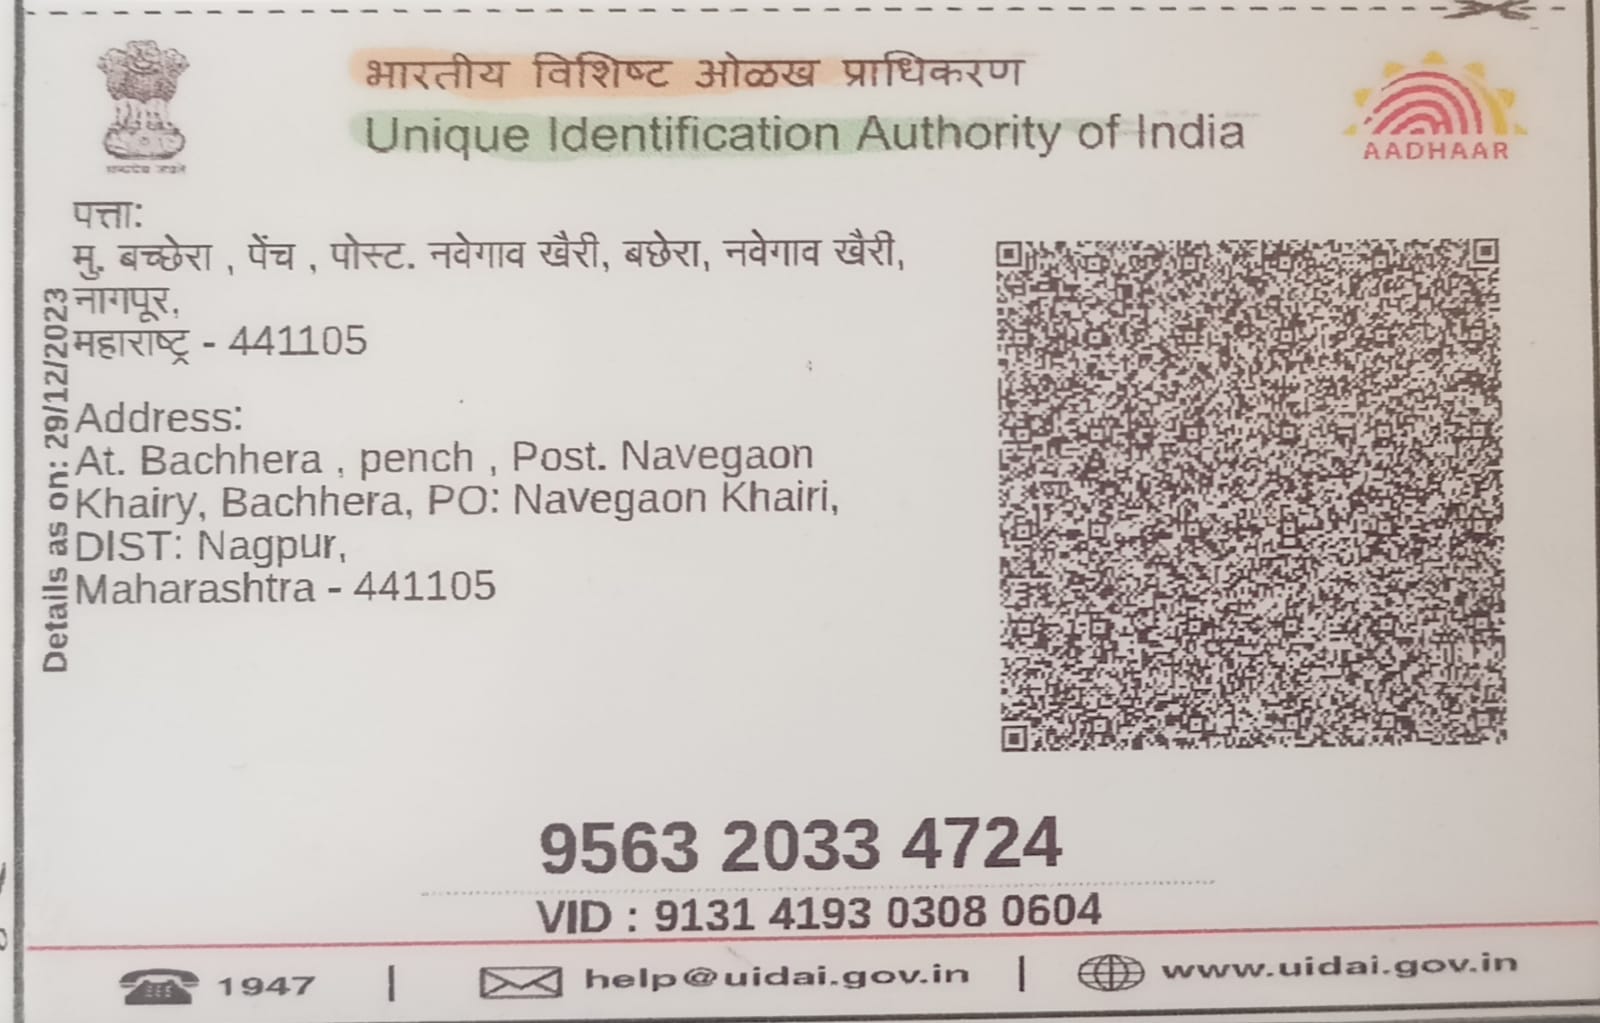 भारतीय विशिष्ट ओळख प्राधिकरण
Unique Identification Authority of India
AADHAAR
पत्ता:
मु. बच्छेरा , पेंच , पोस्ट. नवेगाव खैरी, बछेरा, नवेगाव खैरी,
नागपूर,
महाराष्ट्र - 441105
Address:
At. Bachhera , pench , Post. Navegaon
Khairy, Bachhera, PO: Navegaon Khairi,
DIST: Nagpur,
Maharashtra - 441105
Details as on: 29/12/2023
9563 2033 4724
VID : 9131 4193 0308 0604
1947 | help@uidai.gov.in | www.uidai.gov.in